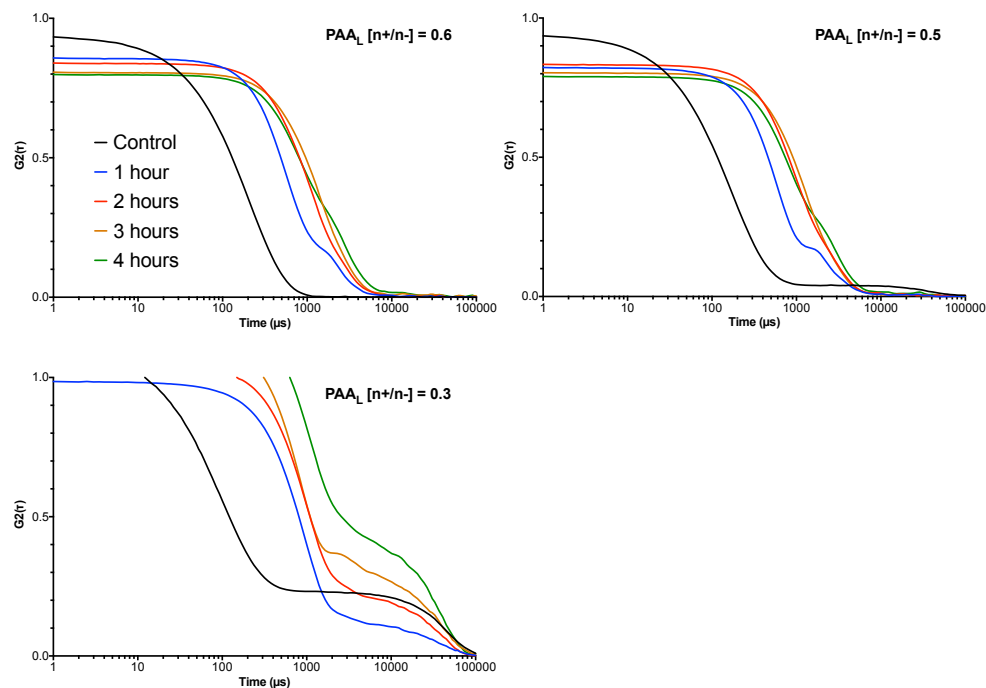 PAA_L [n+/n-] = 0.6
1.0
0.5
0.0
G2(τ)
Control
1 hour
2 hours
3 hours
4 hours
1 10 100 1000 10000 100000
Time (µs)
PAA_L [n+/n-] = 0.5
1.0
0.5
0.0
G2(τ)
1 10 100 1000 10000 100000
Time (µs)
PAA_L [n+/n-] = 0.3
1.0
0.5
0.0
G2(τ)
1 10 100 1000 10000 100000
Time (µs)